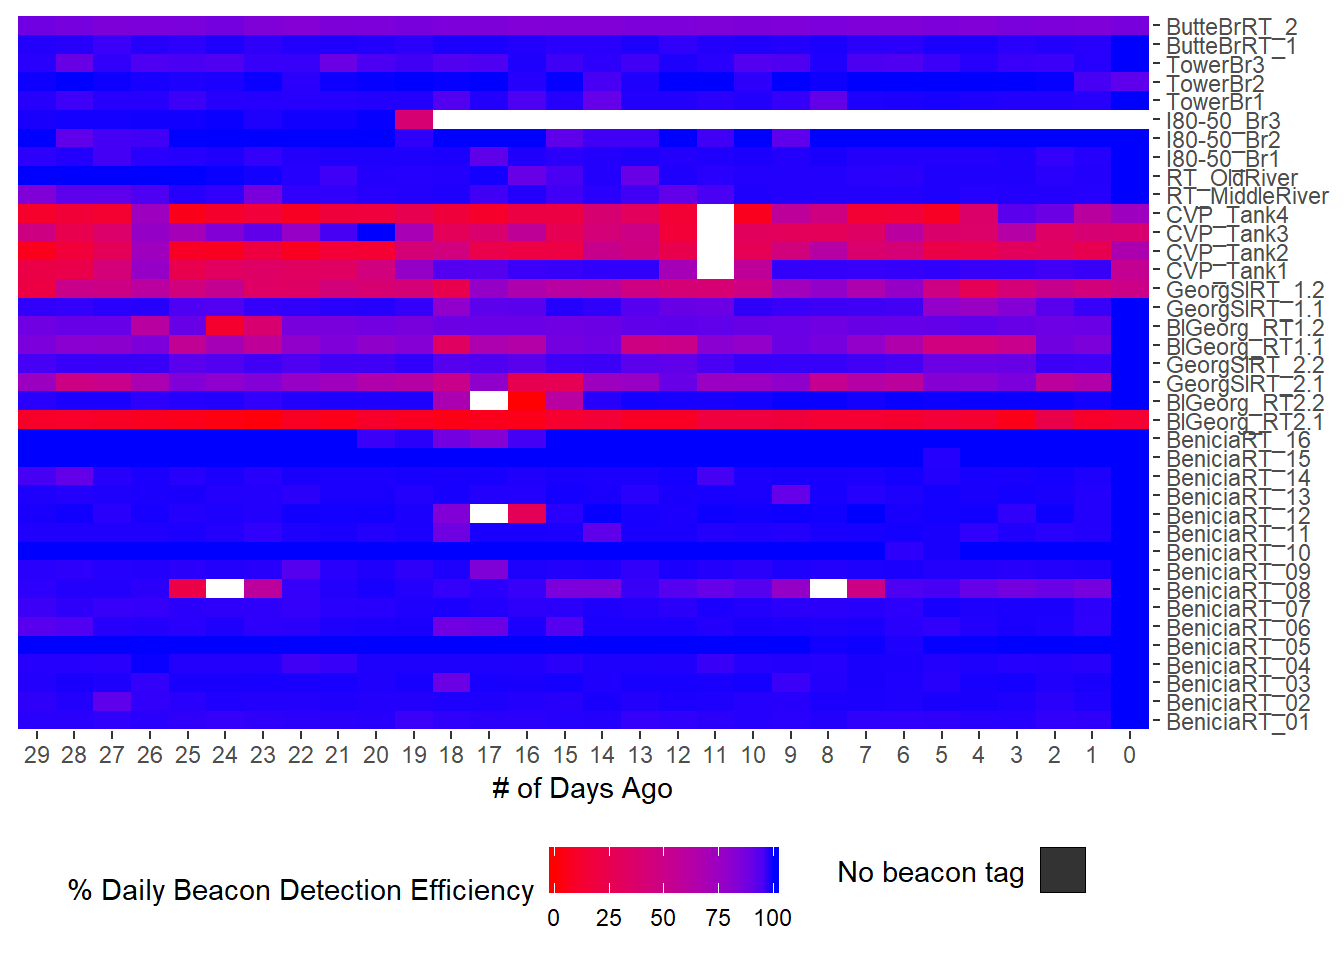 ButteBrRT_2
ButteBrRT_1
TowerBr3
TowerBr2
TowerBr1
I80-50_Br3
I80-50_Br2
I80-50_Br1
RT_OldRiver
RT_MiddleRiver
CVP_Tank4
CVP_Tank3
CVP_Tank2
CVP_Tank1
GeorgSlRT_1.2
GeorgSlRT_1.1
BlGeorg_RT1.2
BlGeorg_RT1.1
GeorgSlRT_2.2
GeorgSlRT_2.1
BlGeorg_RT2.2
BlGeorg_RT2.1
BeniciaRT_16
BeniciaRT_15
BeniciaRT_14
BeniciaRT_13
BeniciaRT_12
BeniciaRT_11
BeniciaRT_10
BeniciaRT_09
BeniciaRT_08
BeniciaRT_07
BeniciaRT_06
BeniciaRT_05
BeniciaRT_04
BeniciaRT_03
BeniciaRT_02
BeniciaRT_01
29 28 27 26 25 24 23 22 21 20 19 18 17 16 15 14 13 12 11 10 9 8 7 6 5 4 3 2 1 0
# of Days Ago
% Daily Beacon Detection Efficiency
0 25 50 75 100
No beacon tag